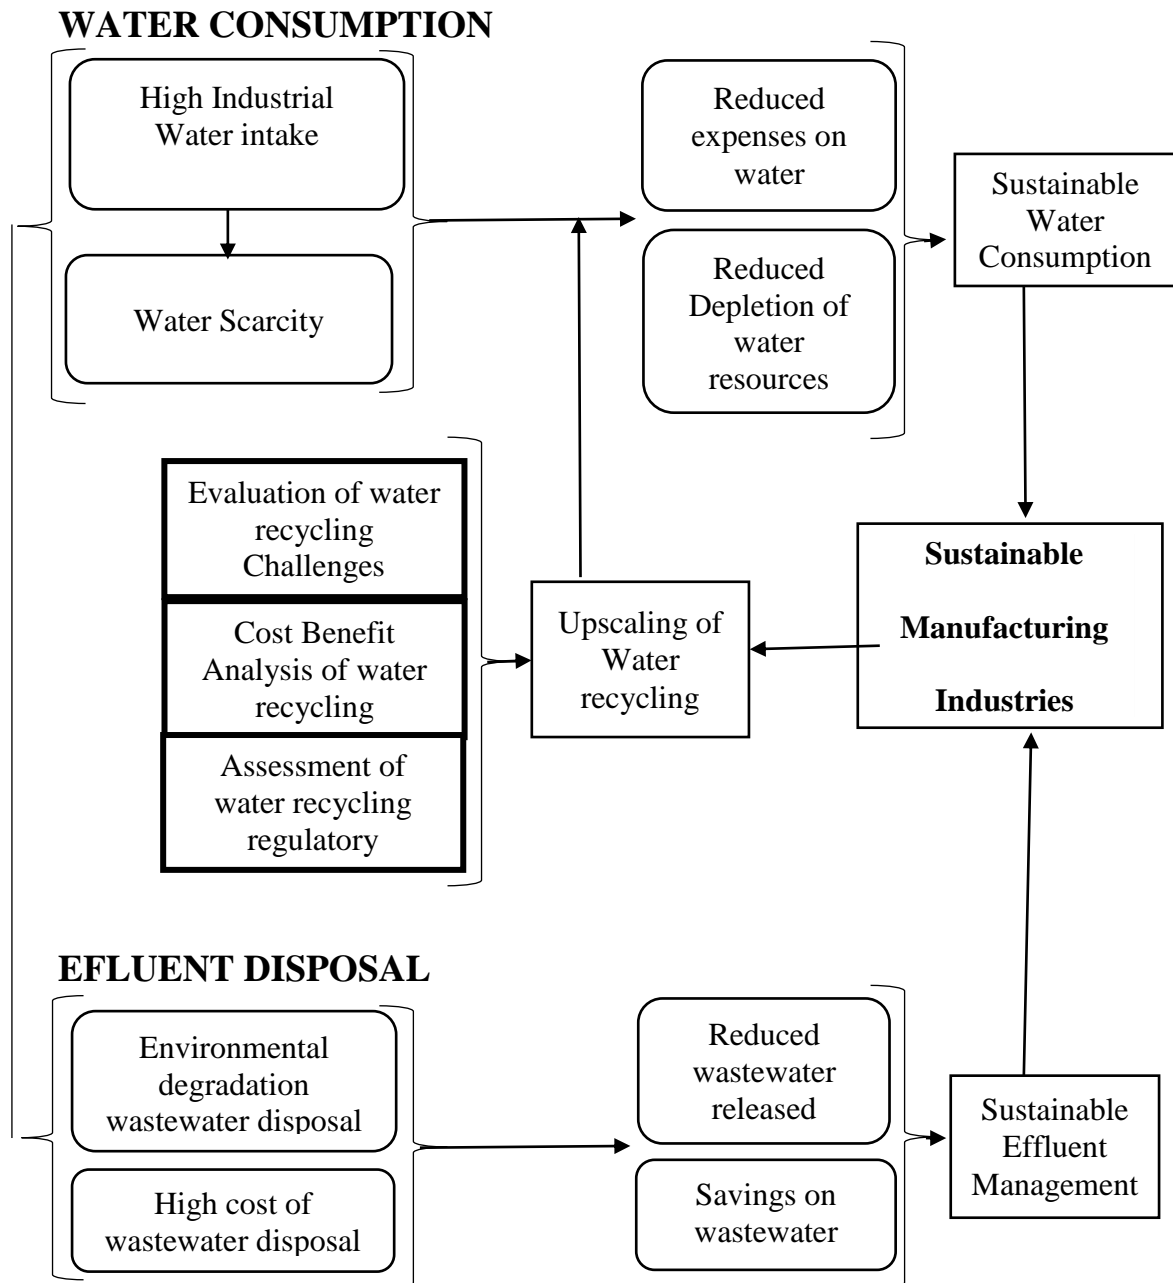 WATER CONSUMPTION
High Industrial
Water intake
Water Scarcity
Reduced
expenses on
water
Reduced
Depletion of
water
resources
Sustainable
Water
Consumption
Evaluation of water
recycling
Challenges
Cost Benefit
Analysis of water
recycling
Assessment of
water recycling
regulatory
Upscaling of
Water
recycling
Sustainable
Manufacturing
Industries
EFLUENT DISPOSAL
Environmental
degradation
wastewater disposal
High cost of
wastewater disposal
Reduced
wastewater
released
Savings on
wastewater
Sustainable
Effluent
Management